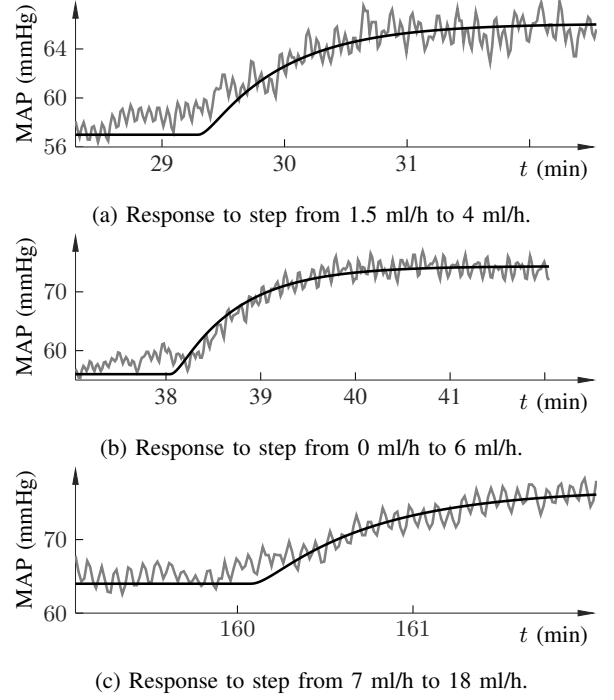 MAP (mmHg)
64
60
56
29
30
31
t (min)
(a) Response to step from 1.5 ml/h to 4 ml/h.
MAP (mmHg)
70
60
38
39
40
41
t (min)
(b) Response to step from 0 ml/h to 6 ml/h.
MAP (mmHg)
70
60
160
161
t (min)
(c) Response to step from 7 ml/h to 18 ml/h.